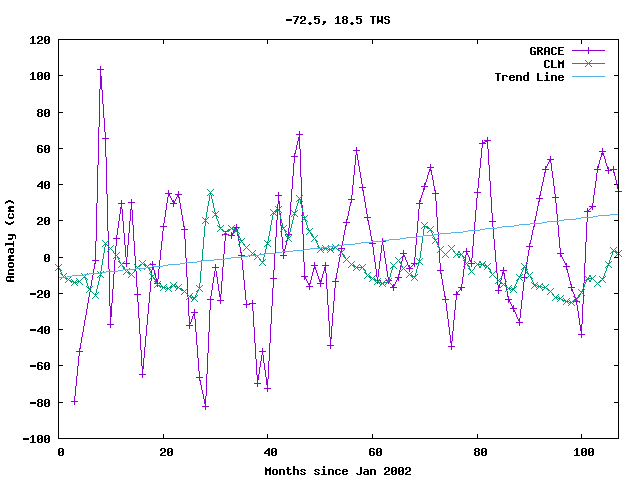 -72.5, 18.5 TWS
120
100
80
60
40
20
0
-20
-40
-60
-80
-100
Anomaly (cm)
GRACE
CLM
Trend Line
0 20 40 60 80 100
Months since Jan 2002